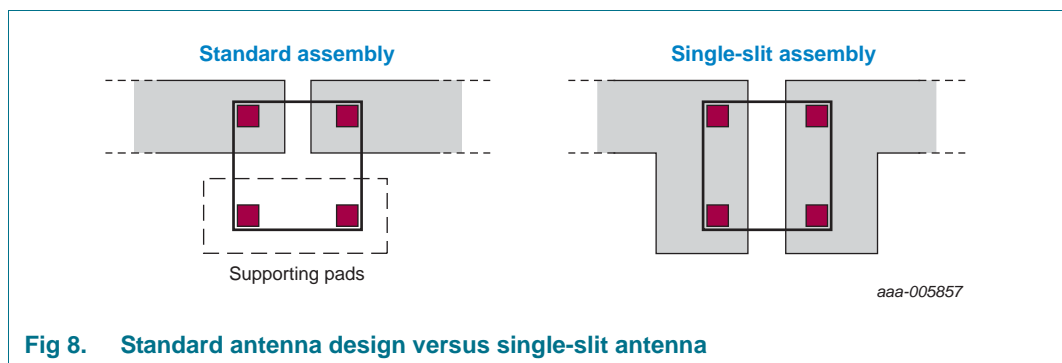 Standard assembly
Single-slit assembly
Supporting pads
aaa-005857
Fig 8. Standard antenna design versus single-slit antenna